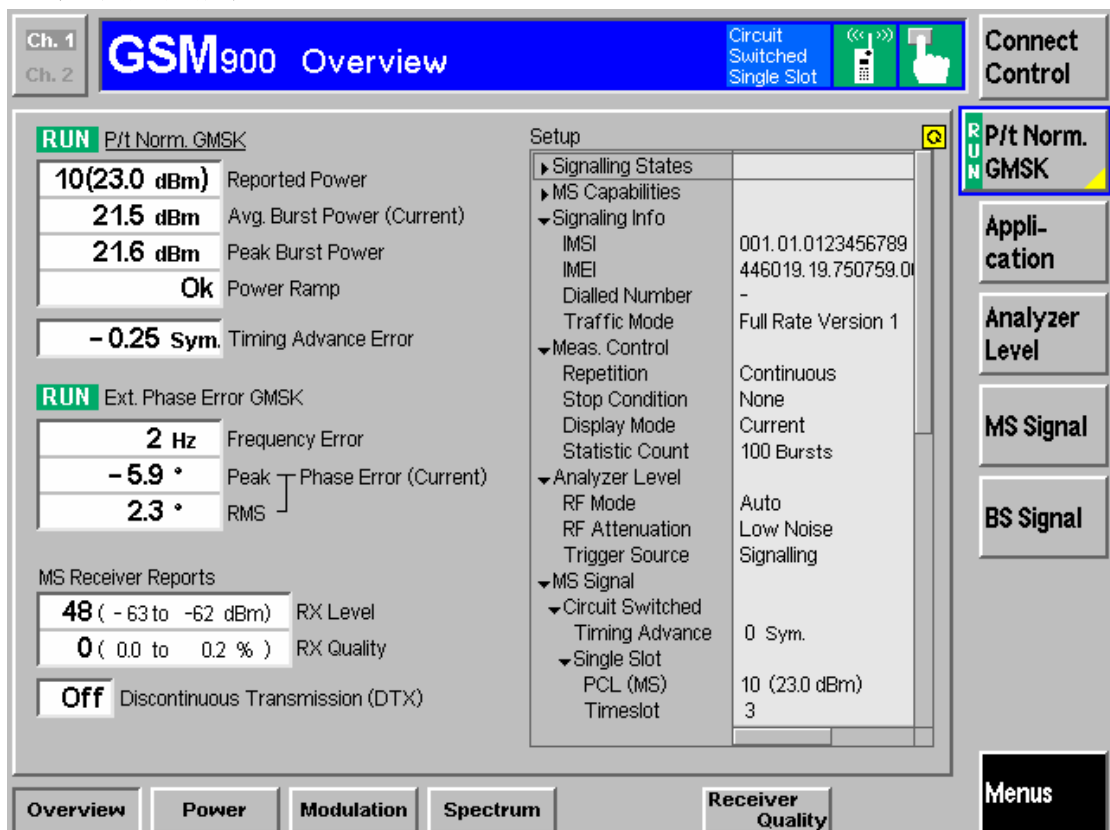 Ch. 1
Ch. 2
GSM900 Overview
Circuit
Switched
Single Slot
Connect
Control
RUN P/t Norm. GMSK
10(23.0 dBm) Reported Power
21.5 dBm Avg. Burst Power (Current)
21.6 dBm Peak Burst Power
Ok Power Ramp
– 0.25 Sym. Timing Advance Error
RUN Ext. Phase Error GMSK
2 Hz Frequency Error
– 5.9 ° Peak Phase Error (Current)
2.3 ° RMS
MS Receiver Reports
48 ( - 63 to -62 dBm) RX Level
0 ( 0.0 to 0.2 % ) RX Quality
Off Discontinuous Transmission (DTX)
Setup
Signalling States
MS Capabilities
Signaling Info
IMSI 001.01.0123456789
IMEI 446019.19.750759.0
Dialled Number -
Traffic Mode Full Rate Version 1
Meas. Control
Repetition Continuous
Stop Condition None
Display Mode Current
Statistic Count 100 Bursts
Analyzer Level
RF Mode Auto
RF Attenuation Low Noise
Trigger Source Signalling
MS Signal
Circuit Switched
Timing Advance 0 Sym.
Single Slot
PCL (MS) 10 (23.0 dBm)
Timeslot 3
RUN P/t Norm.
GMSK
Appli-
cation
Analyzer
Level
MS Signal
BS Signal
Menus
Overview
Power
Modulation
Spectrum
Receiver
Quality